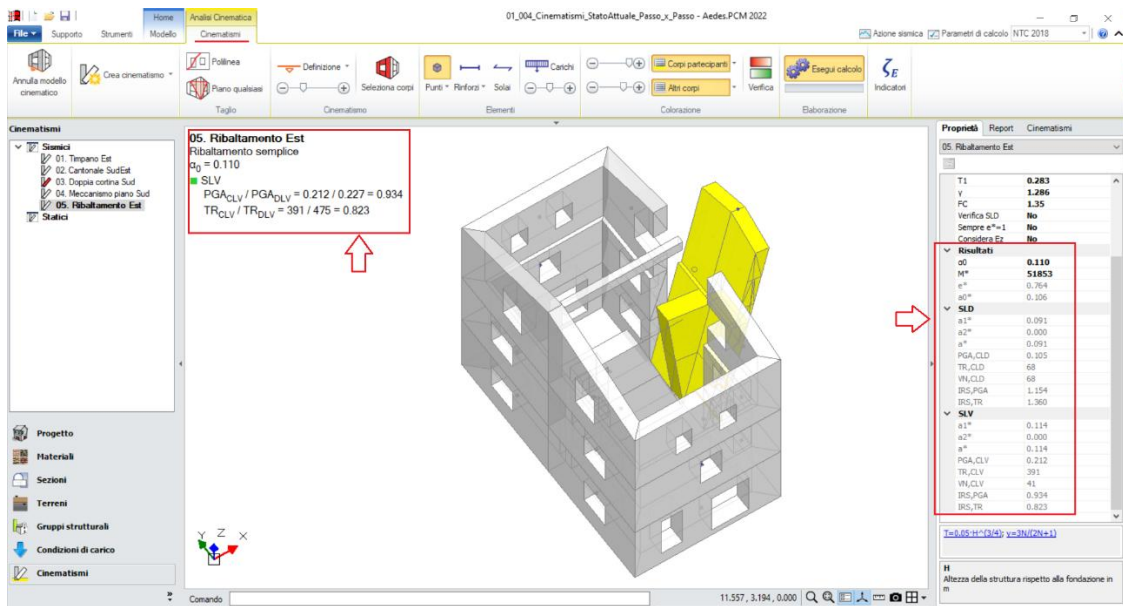 01_004_Cinematismi_StatoAttuale_Passo_x_Passo - Aedes.PCM 2022
Home
Analisi Cinematica
File
Supporto
Strumenti
Modello
Cinematismi
Azione sismica
Parametri di calcolo
NTC 2018
Annulla modello cinematico
Crea cinematismo
Polilinea
Piano qualsiasi
Taglio
Definizione
Seleziona corpi
Cinematismo
Punti
Rinforzi
Solai
Carichi
Elementi
Corpi partecipanti
Altri corpi
Verifica
Colorazione
Esegui calcolo
Elaborazione
ζE
Indicatori
Cinematismi
Sismici
01. Timpano Est
02. Cantonale SudEst
03. Doppia cortina Sud
04. Meccanismo piano Sud
05. Ribaltamento Est
Statici
Progetto
Materiali
Sezioni
Terreni
Gruppi strutturali
Condizioni di carico
Cinematismi
05. Ribaltamento Est
Ribaltamento semplice
α0 = 0.110
SLV
PGACLV / PGADLV = 0.212 / 0.227 = 0.934
TRCLV / TRDLV = 391 / 475 = 0.823
Y Z X
Comando
11.557, 3.194, 0.000
Proprietà Report Cinematismi
05. Ribaltamento Est
T1 0.283
γ 1.286
FC 1.35
Verifica SLD No
Sempre e*=1 No
Considera Ez No
Risultati
α0 0.110
M* 51853
e* 0.764
a0* 0.106
SLD
a1* 0.091
a2* 0.000
a* 0.091
PGA,CLD 0.105
TR,CLD 68
VN,CLD 68
IRS,PGA 1.154
IRS,TR 1.360
SLV
a1* 0.114
a2* 0.000
a* 0.114
PGA,CLV 0.212
TR,CLV 391
VN,CLV 41
IRS,PGA 0.934
IRS,TR 0.823
T=0.05·H^(3/4); γ=3N/(2N+1)
H
Altezza della struttura rispetto alla fondazione in
m